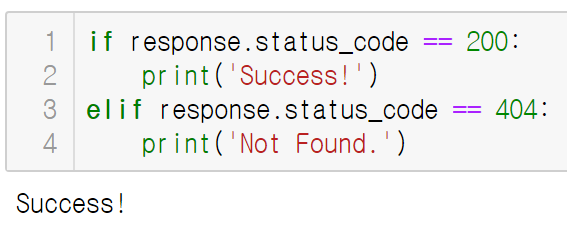 1 if response.status_code == 200:
2     print('Success!')
3 elif response.status_code == 404:
4     print('Not Found.')
Success!